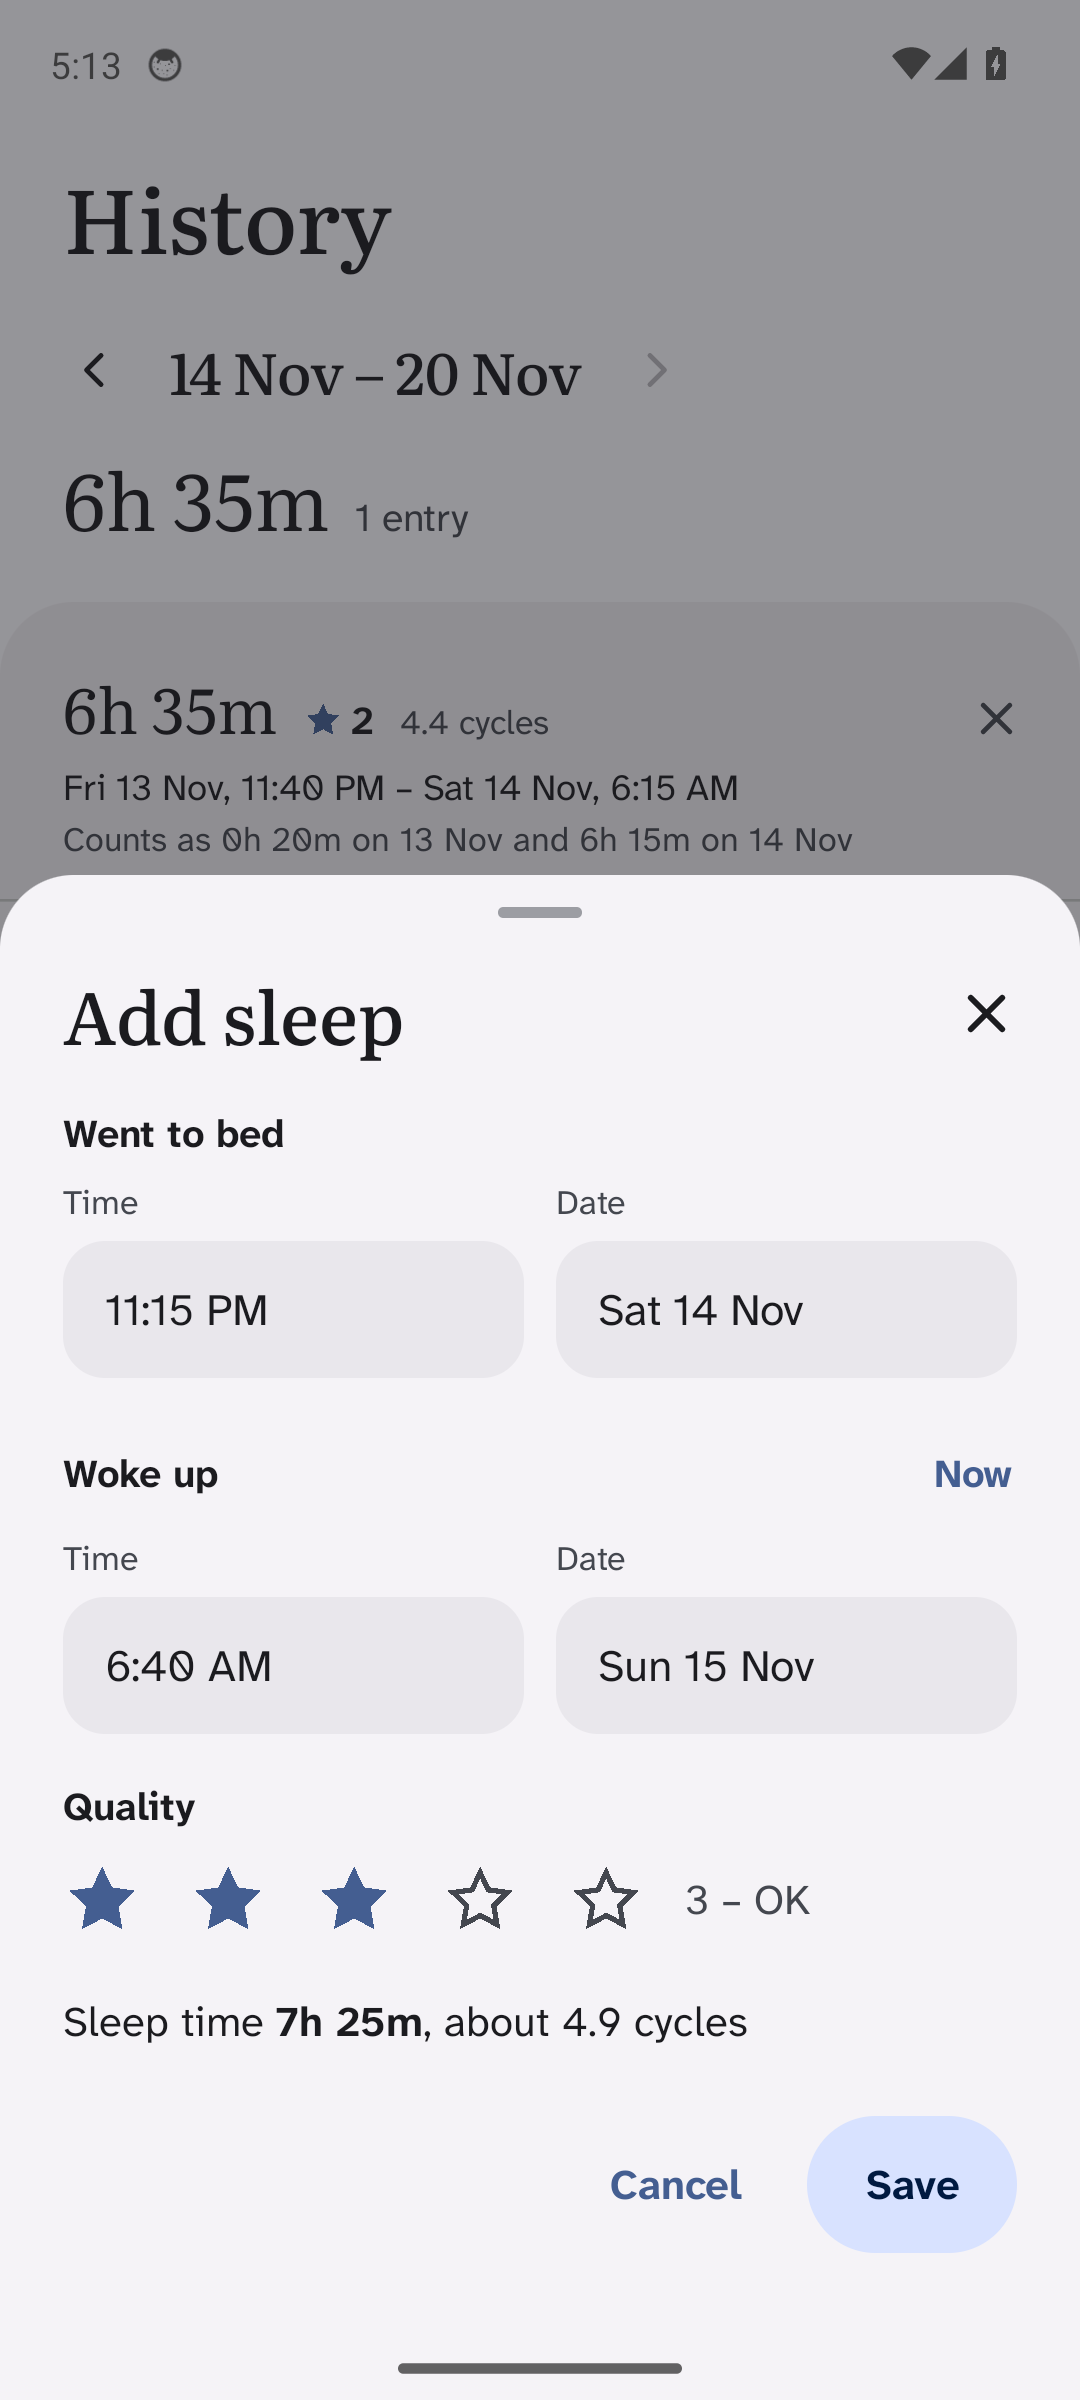 5:13
History
14 Nov – 20 Nov
6h 35m 1 entry
6h 35m 2 4.4 cycles
Fri 13 Nov, 11:40 PM – Sat 14 Nov, 6:15 AM
Counts as 0h 20m on 13 Nov and 6h 15m on 14 Nov
Add sleep
Went to bed
Time Date
11:15 PM Sat 14 Nov
Woke up Now
Time Date
6:40 AM Sun 15 Nov
Quality
3 – OK
Sleep time 7h 25m, about 4.9 cycles
Cancel Save